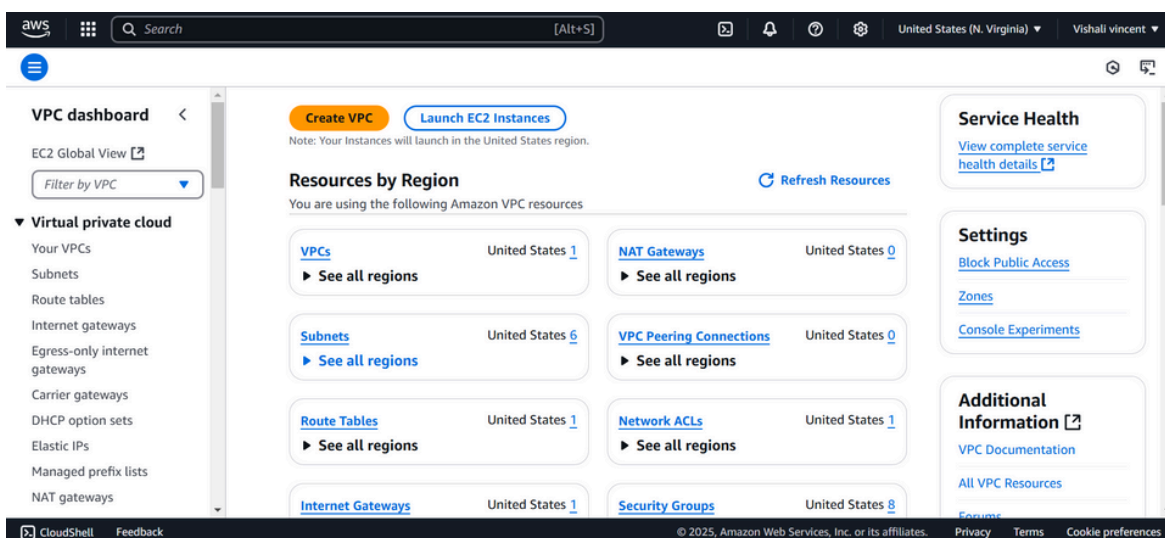 aws
Search [Alt+S]
United States (N. Virginia) ▼
Vishali vincent ▼
VPC dashboard
EC2 Global View
Filter by VPC
Virtual private cloud
Your VPCs
Subnets
Route tables
Internet gateways
Egress-only internet
gateways
Carrier gateways
DHCP option sets
Elastic IPs
Managed prefix lists
NAT gateways
Create VPC
Launch EC2 Instances
Note: Your Instances will launch in the United States region.
Resources by Region
Refresh Resources
You are using the following Amazon VPC resources
VPCs United States 1
See all regions
NAT Gateways United States 0
See all regions
Subnets United States 6
See all regions
VPC Peering Connections United States 0
See all regions
Route Tables United States 1
See all regions
Network ACLs United States 1
See all regions
Internet Gateways United States 1
Security Groups United States 8
Service Health
View complete service
health details
Settings
Block Public Access
Zones
Console Experiments
Additional
Information
VPC Documentation
All VPC Resources
Forums
CloudShell Feedback
© 2025, Amazon Web Services, Inc. or its affiliates. Privacy Terms Cookie preferences